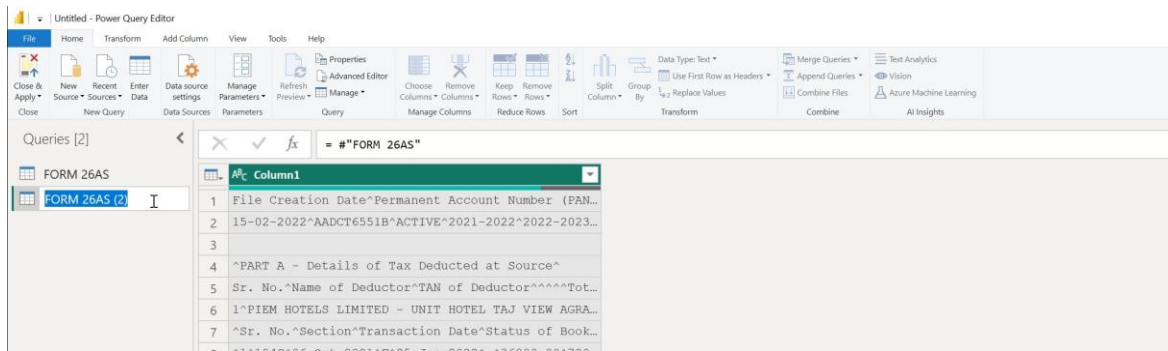 Untitled - Power Query Editor
File Home Transform Add Column View Tools Help
Close & Apply
New Source
Recent Sources
Enter Data
Data source settings
Manage Parameters
Refresh Preview
Properties
Advanced Editor
Manage
Choose Columns
Remove Columns
Keep Rows
Remove Rows
Split Column
Group By
Data Type: Text
Use First Row as Headers
Replace Values
Merge Queries
Append Queries
Combine Files
Text Analytics
Vision
Azure Machine Learning
Close New Query Data Sources Parameters Query Manage Columns Reduce Rows Sort Transform Combine AI Insights
Queries [2]
fx = #"FORM 26AS"
FORM 26AS
FORM 26AS (2)
ABC Column1
1 File Creation Date^Permanent Account Number (PAN...
2 15-02-2022^AADCT6551B^ACTIVE^2021-2022^2022-2023...
3
4 ^PART A - Details of Tax Deducted at Source^
5 Sr. No.^Name of Deductor^TAN of Deductor^^^^^Tot...
6 1^PIEM HOTELS LIMITED - UNIT HOTEL TAJ VIEW AGRA...
7 ^Sr. No.^Section^Transaction Date^Status of Book...